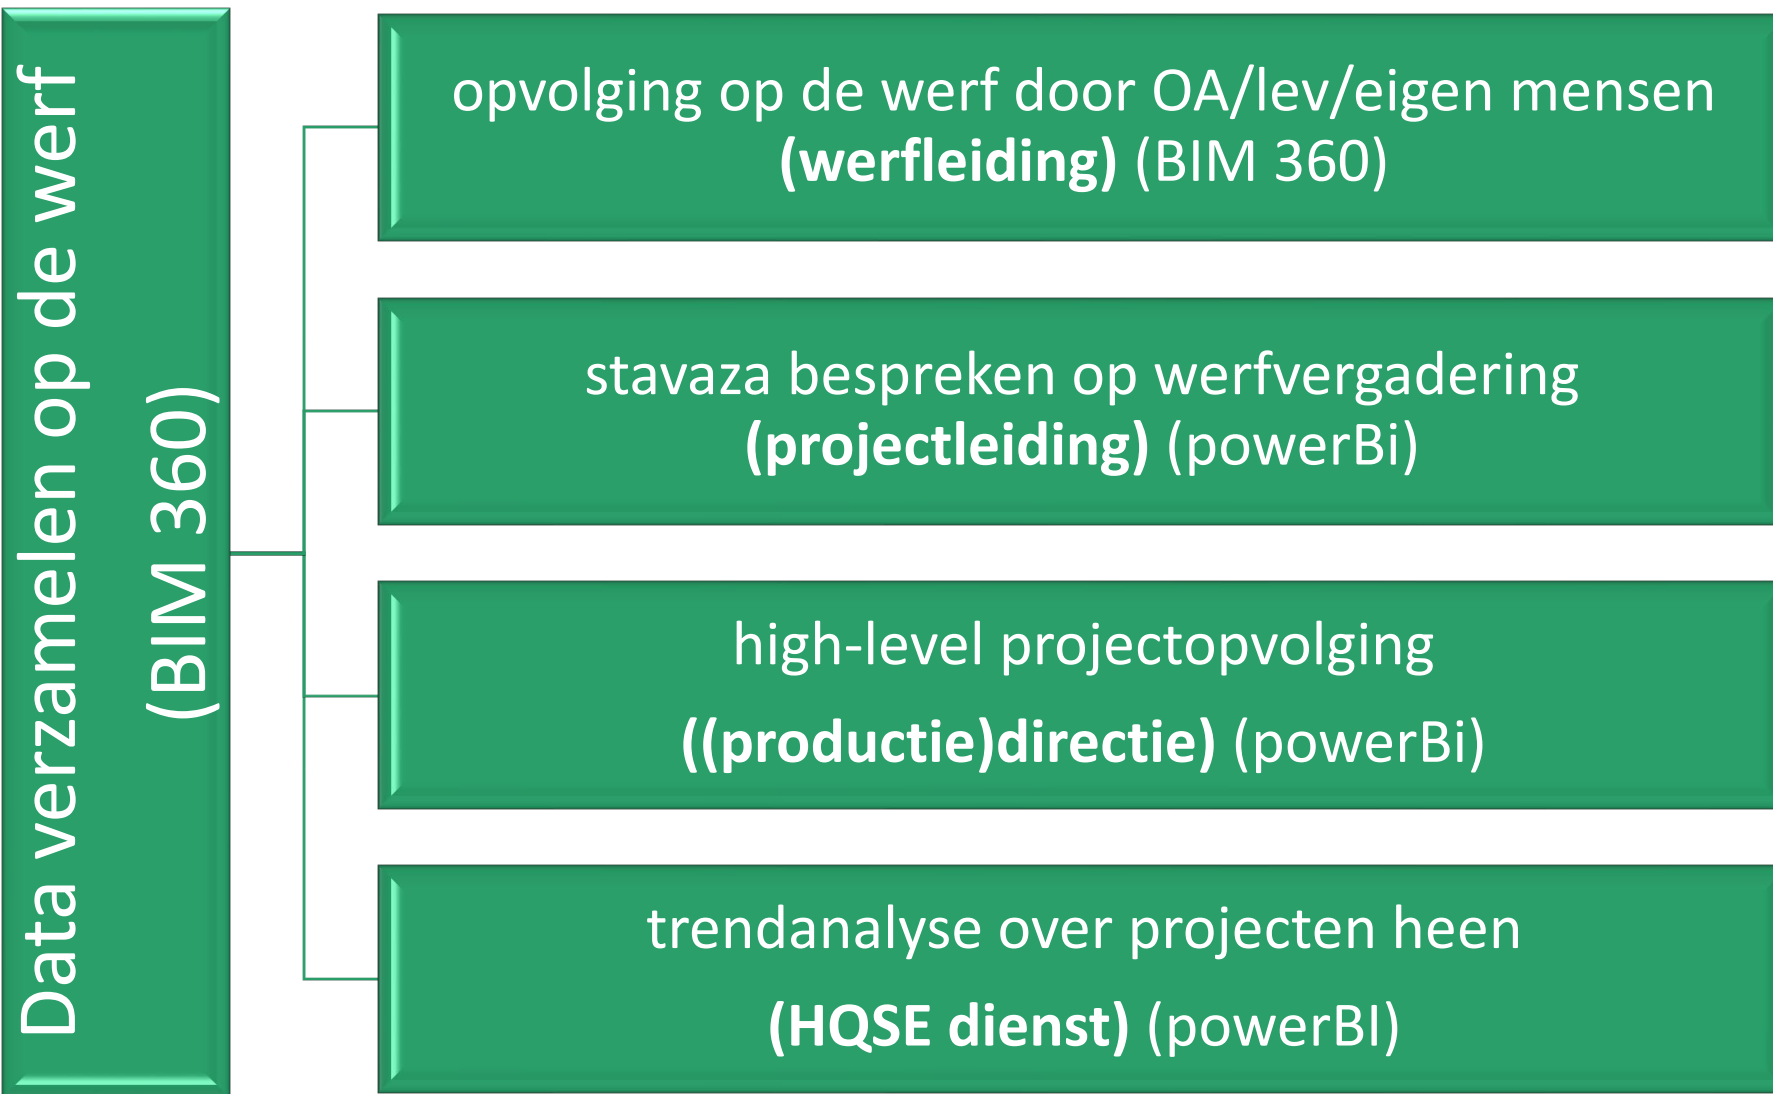 Data verzamelen op de werf
(BIM 360)
opvolging op de werf door OA/lev/eigen mensen
(werfleiding) (BIM 360)
stavaza bespreken op werfvergadering
(projectleiding) (powerBi)
high-level projectopvolging
((productie)directie) (powerBi)
trendanalyse over projecten heen
(HQSE dienst) (powerBI)